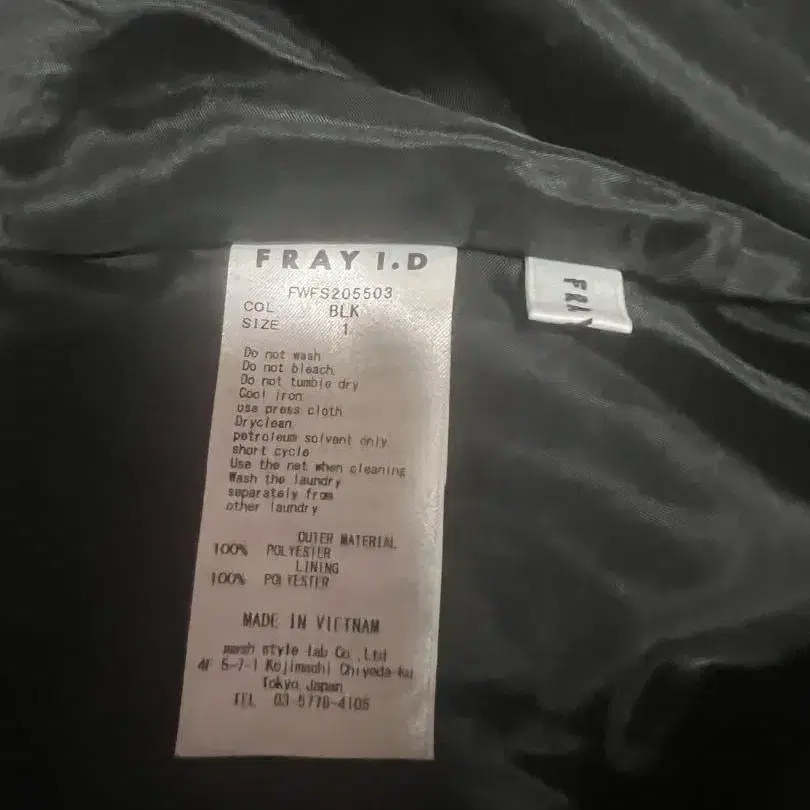 FRAY I.D
FWFS205503
COL BLK
SIZE 1
Do not wash
Do not bleach
Do not tumble dry
Cool iron
use press cloth
Dryclean
petroleum solvent only
short cycle
Use the net when cleaning
Wash the laundry
separately from
other laundry
OUTER MATERIAL
100% POLYESTER
LINING
100% POLYESTER
MADE IN VIETNAM
mash style lab Co.,Ltd
4F 5-7-1 Kojimachi Chiyoda-ku
Tokyo Japan
TEL 03-5778-4105
FRAY